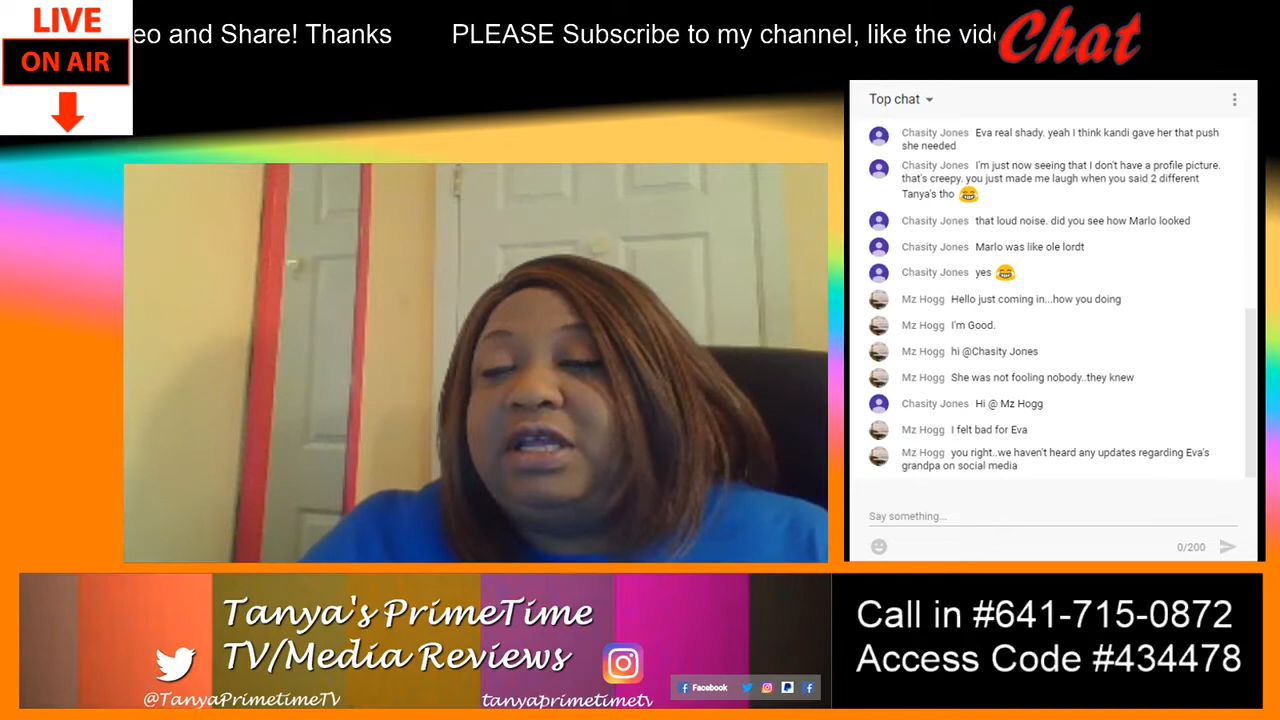 LIVE
ON AIR
eo and Share! Thanks PLEASE Subscribe to my channel, like the vid
Chat
Top chat
Chasity Jones Eva real shady. yeah I think kandi gave her that push
she needed
Chasity Jones I'm just now seeing that I don't have a profile picture.
that's creepy. you just made me laugh when you said 2 different
Tanya's tho 😂
Chasity Jones that loud noise. did you see how Marlo looked
Chasity Jones Marlo was like ole lordt
Chasity Jones yes 😂
Mz Hogg Hello just coming in...how you doing
Mz Hogg I'm Good.
Mz Hogg hi @Chasity Jones
Mz Hogg She was not fooling nobody..they knew
Chasity Jones Hi @ Mz Hogg
Mz Hogg I felt bad for Eva
Mz Hogg you right..we haven't heard any updates regarding Eva's
grandpa on social media
Say something...
0/200
Tanya's PrimeTime
TV/Media Reviews
@TanyaPrimetimeTV
tanyaprimetimetv
Facebook
Call in #641-715-0872
Access Code #434478